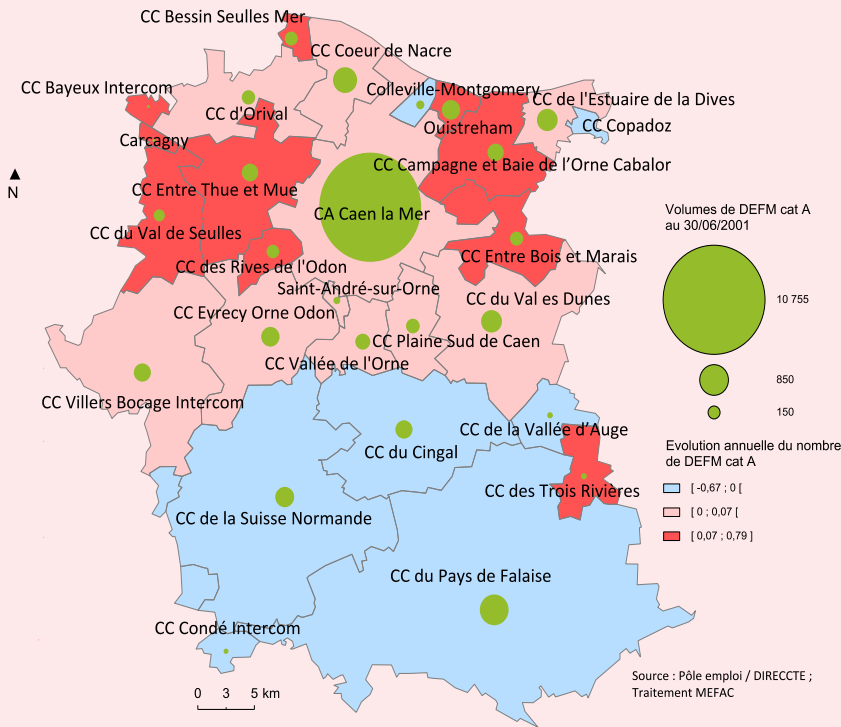 CC Bessin Seulles Mer
CC Coeur de Nacre
CC Bayeux Intercom
Colleville-Montgomery
CC de l'Estuaire de la Dives
CC d'Orival
Ouistreham
CC Copadoz
Carcagny
CC Campagne et Baie de l’Orne Cabalor
N
CC Entre Thue et Mue
CA Caen la Mer
Volumes de DEFM cat A
au 30/06/2001
CC du Val de Seulles
CC Entre Bois et Marais
CC des Rives de l'Odon
Saint-André-sur-Orne
10 755
CC du Val es Dunes
CC Evrecy Orne Odon
CC Plaine Sud de Caen
CC Vallée de l'Orne
850
CC Villers Bocage Intercom
150
CC de la Vallée d’Auge
CC du Cingal
Evolution annuelle du nombre
de DEFM cat A
CC des Trois Rivières
[ -0,67 ; 0 [
[ 0 ; 0,07 [
[ 0,07 ; 0,79 ]
CC de la Suisse Normande
CC du Pays de Falaise
CC Condé Intercom
Source : Pôle emploi / DIRECCTE ;
Traitement MEFAC
0 3 5 km